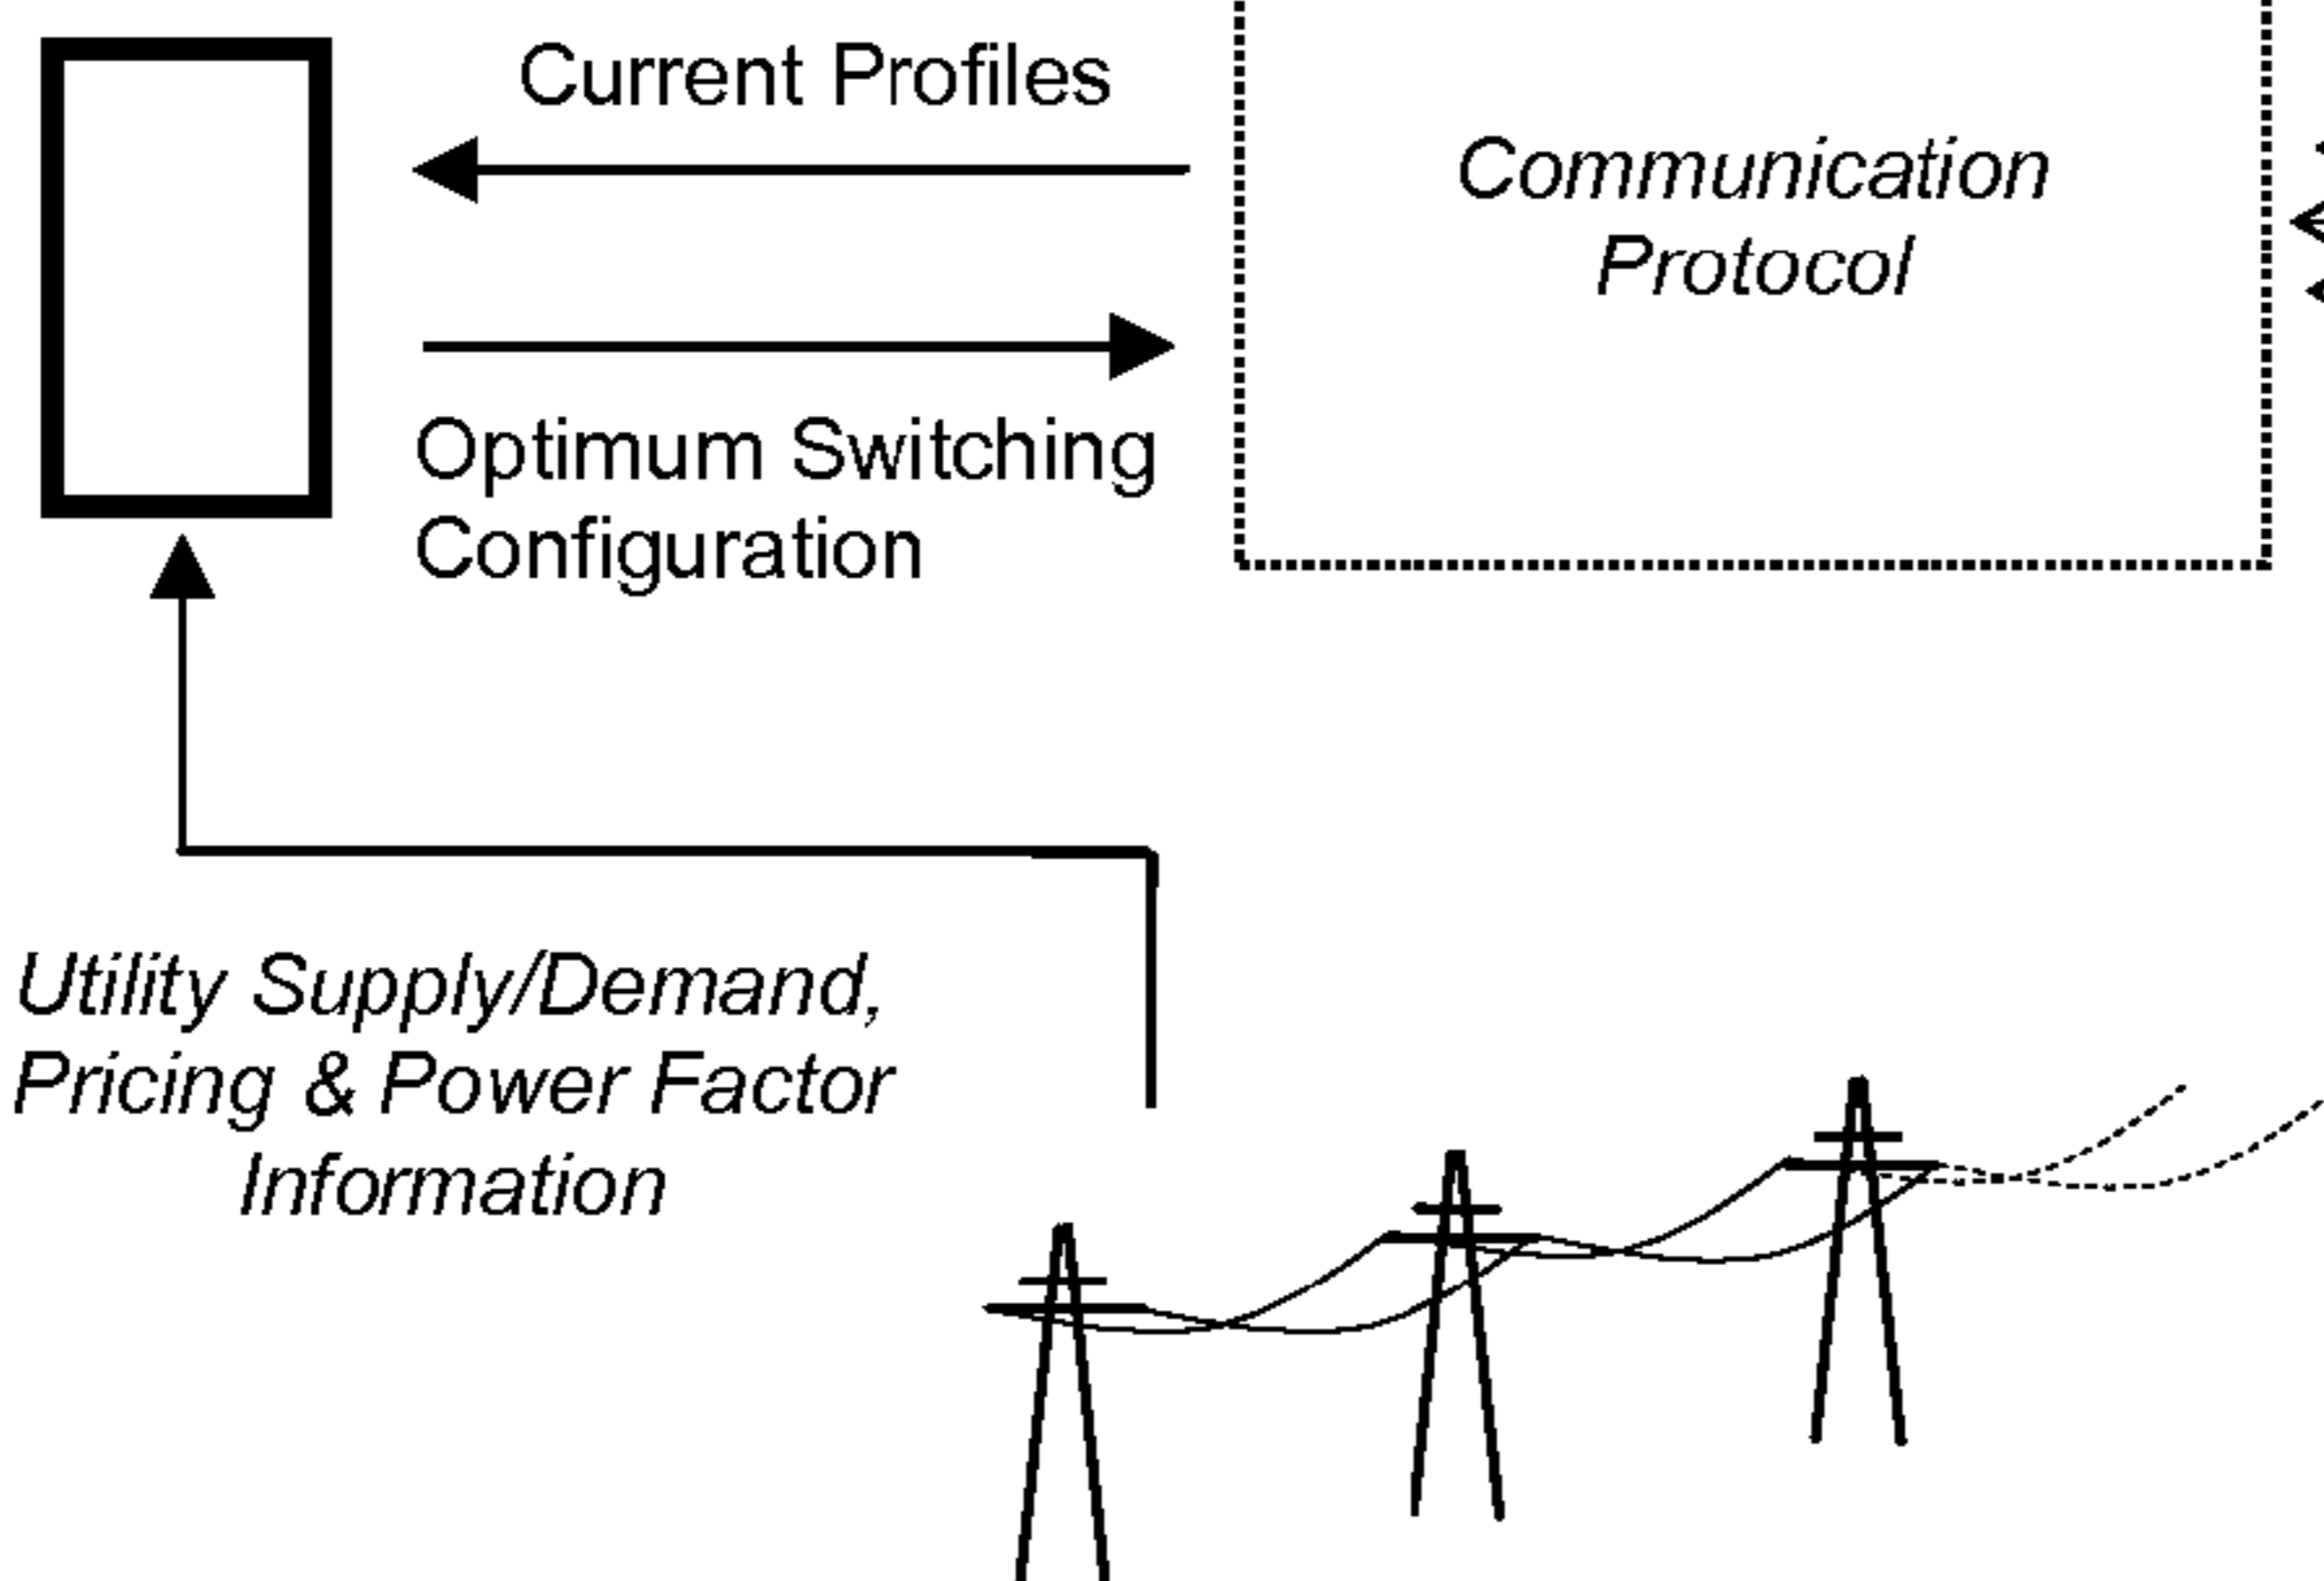 Current Profiles
Communication
Protocol
Optimum Switching
Configuration
Utility Supply/Demand,
Pricing & Power Factor
Information